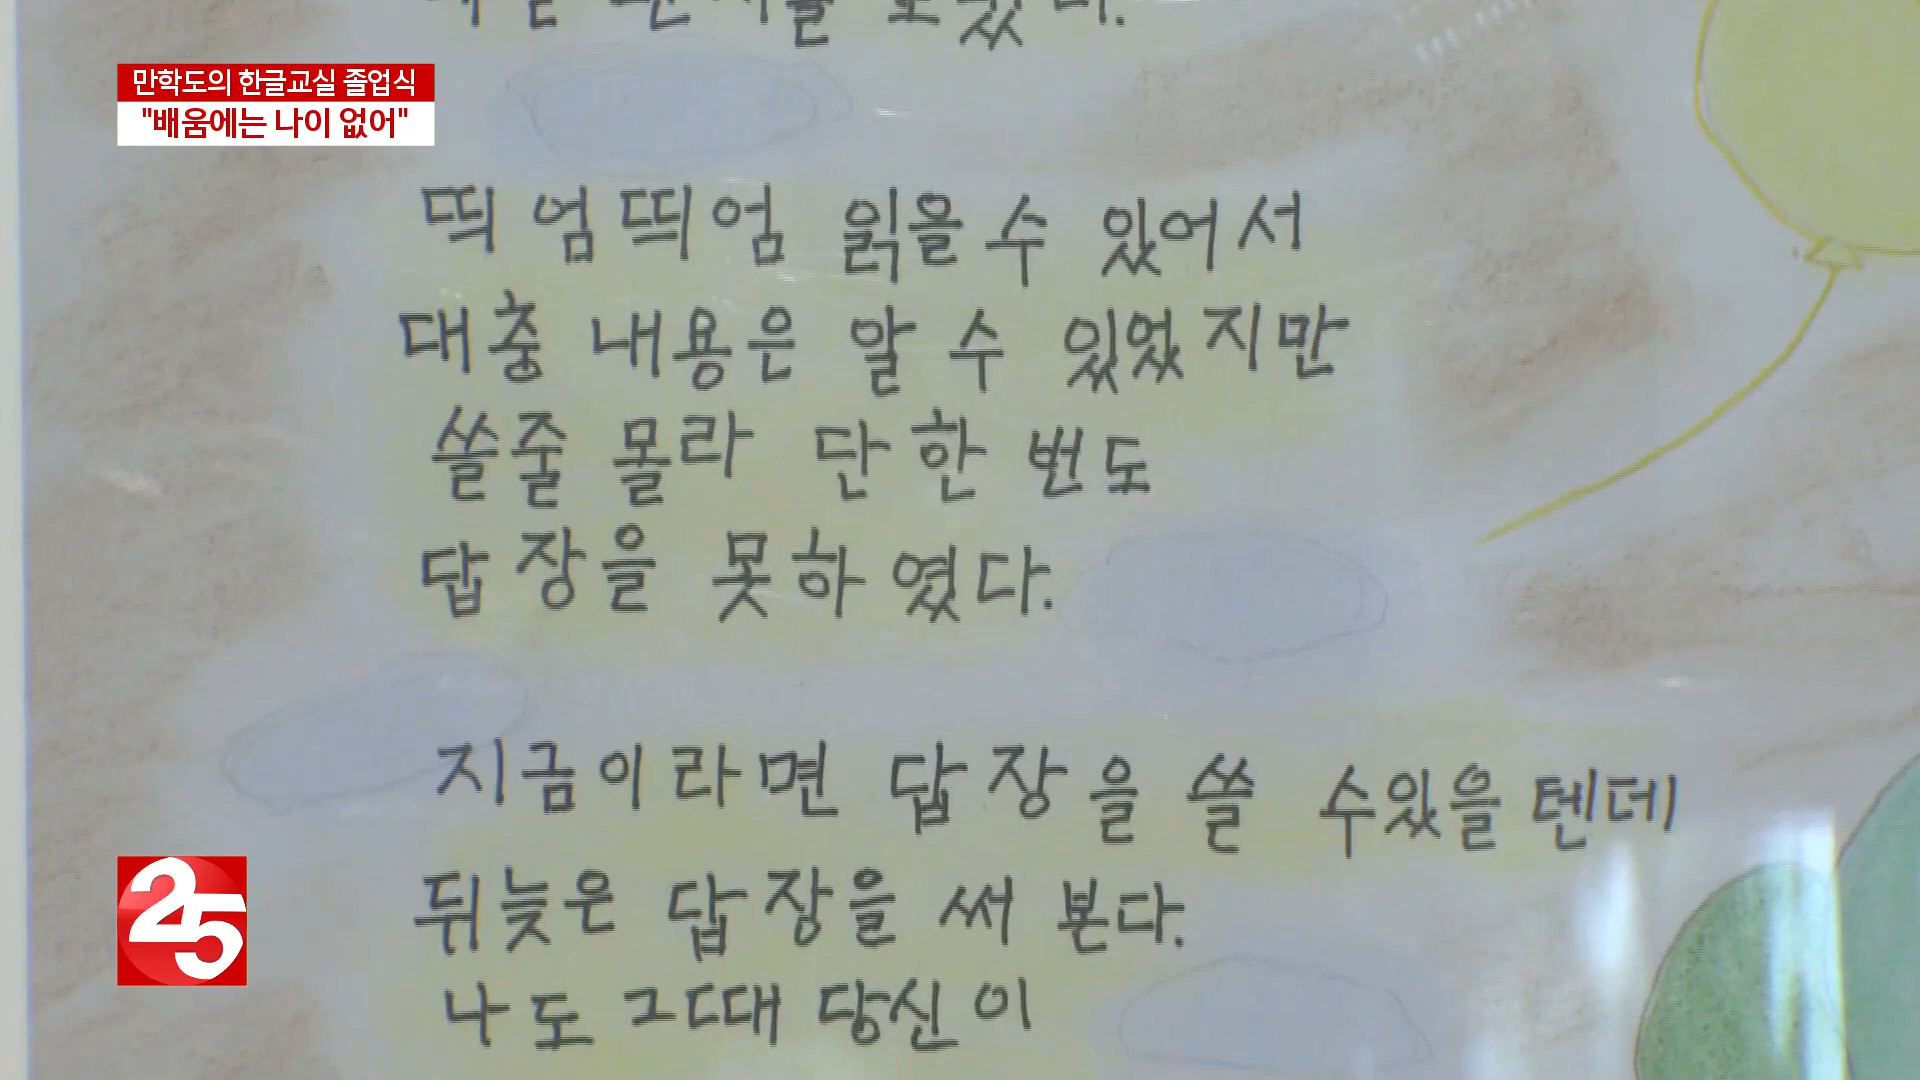 만학도의 한글교실 졸업식
"배움에는 나이 없어"
띄엄띄엄 읽을수 있어서
대충 내용은 알 수 있었지만
쓸줄 몰라 단 한 번도
답장을 못하였다.
지금이라면 답장을 쓸 수있을텐데
뒤늦은 답장을 써 본다.
나도 그때 당신이
25